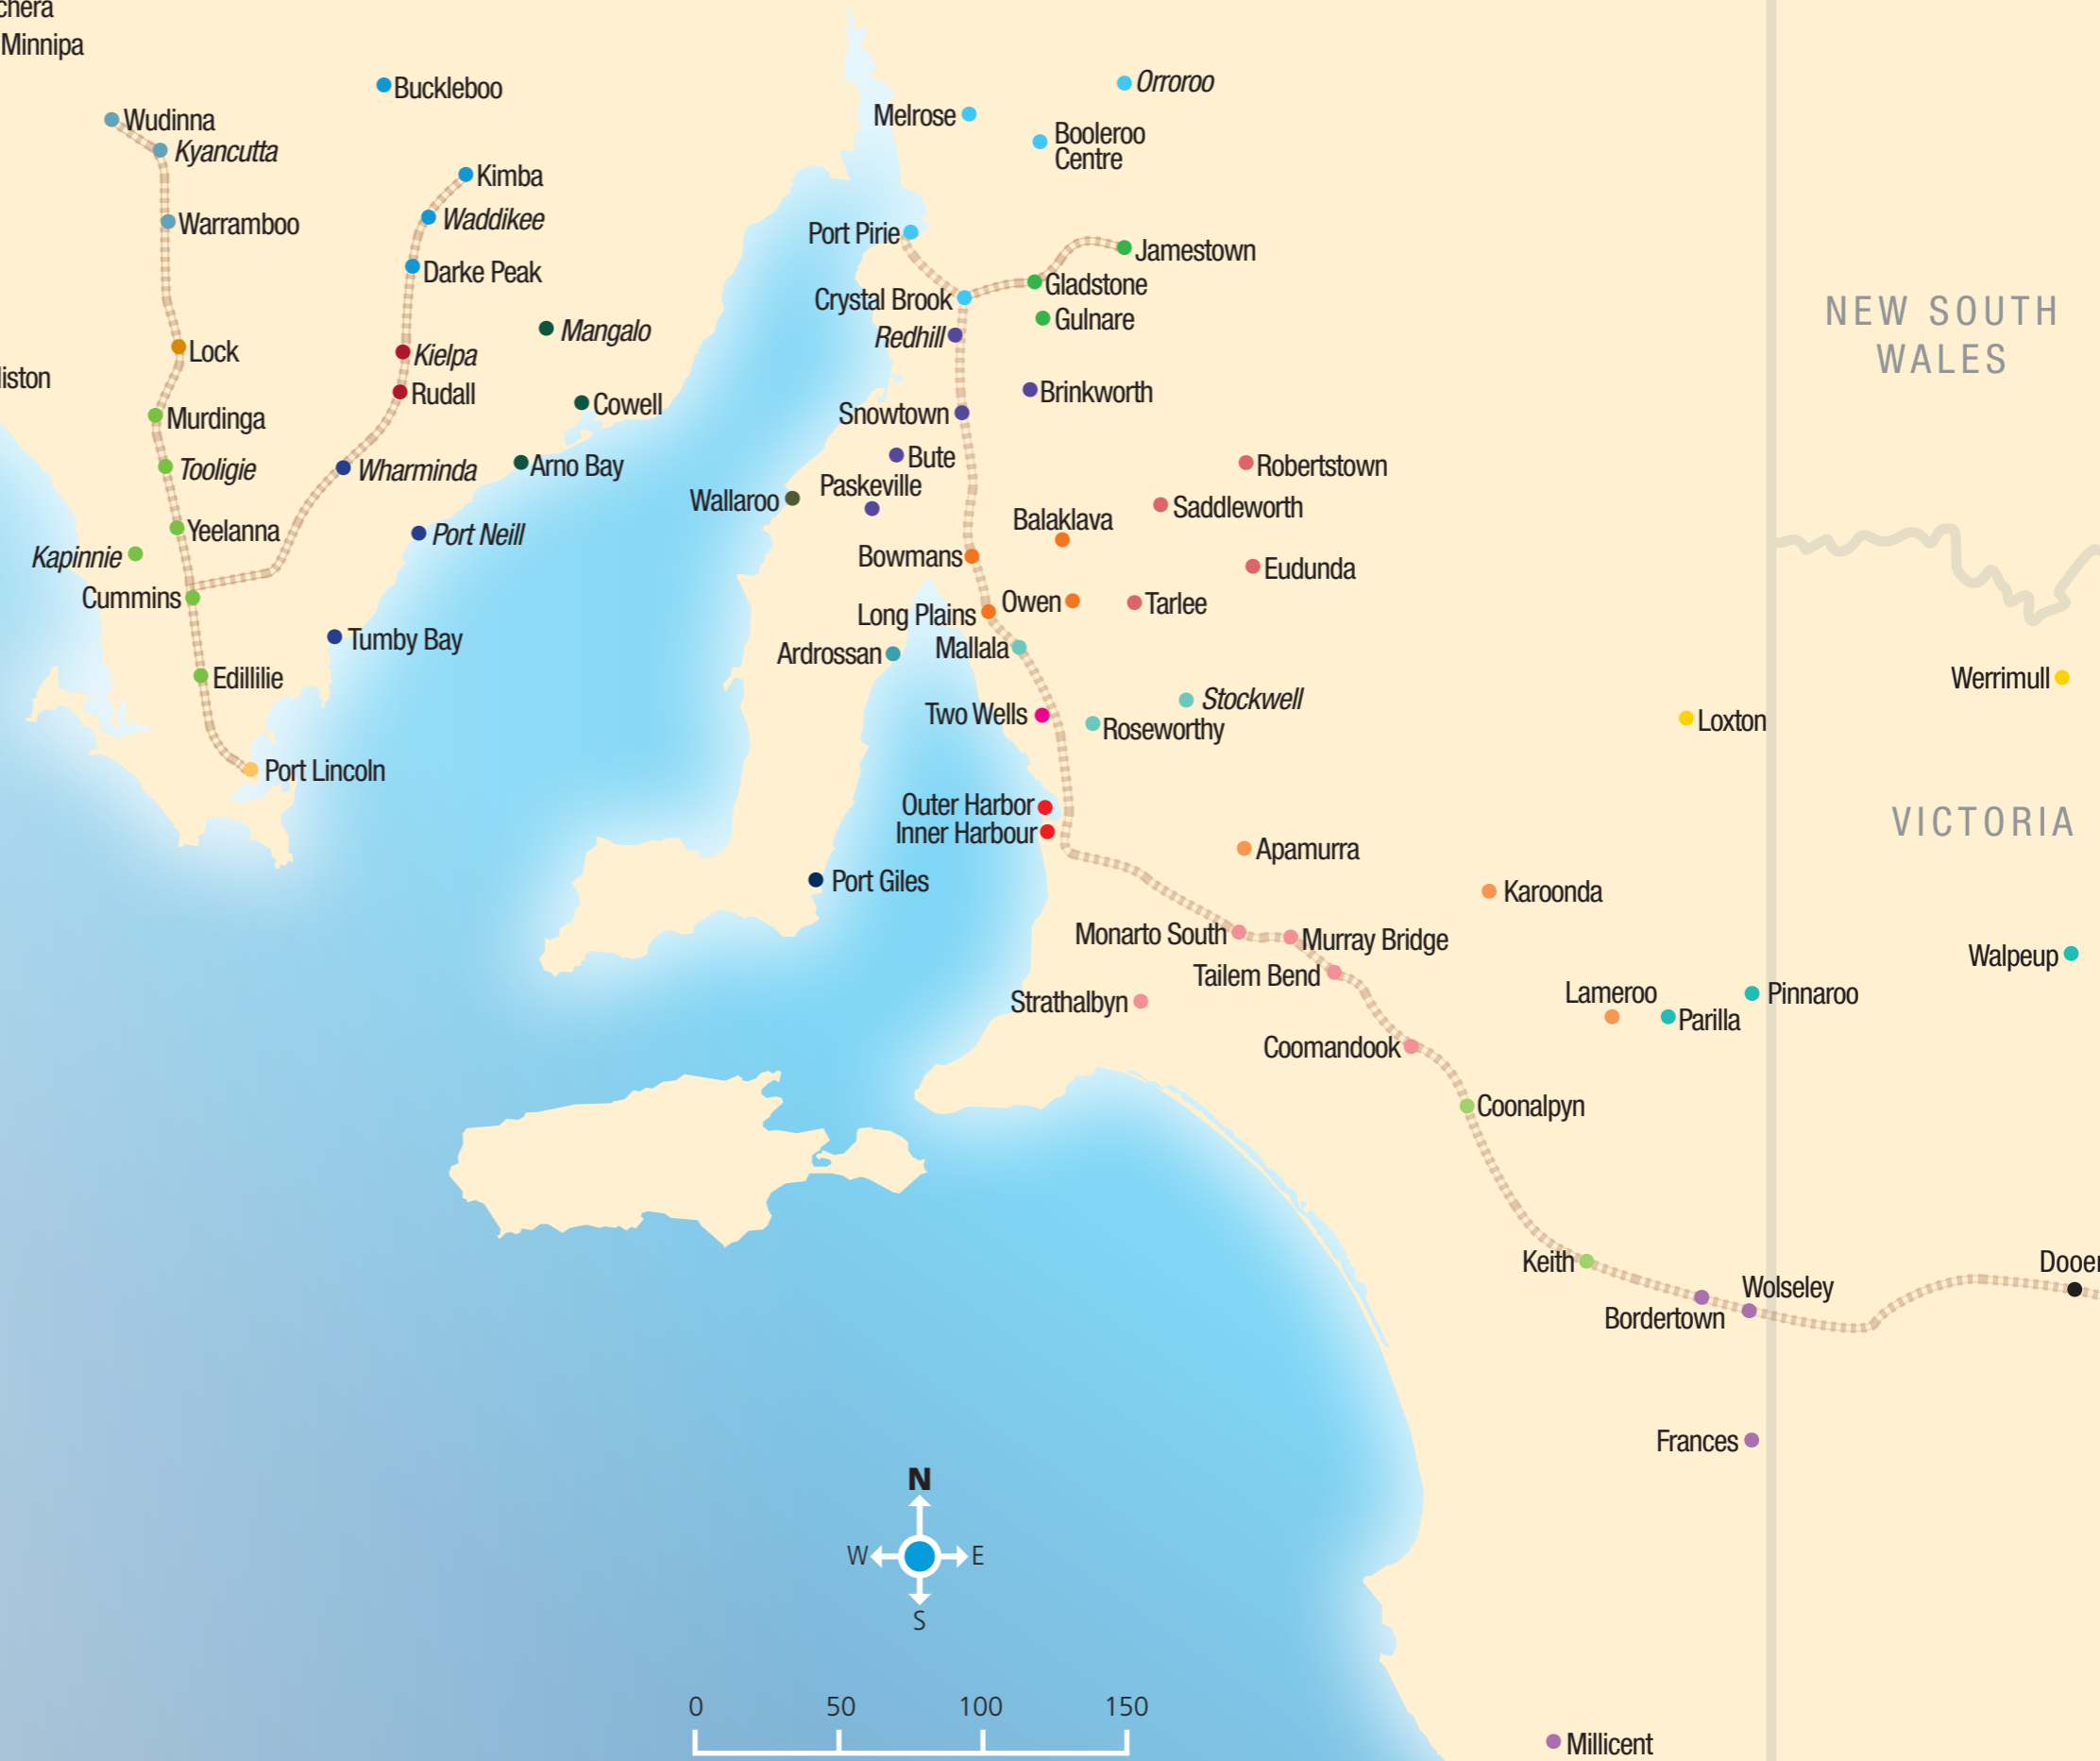 Minnipa
Buckleboo
Orroroo
Melrose
Wudinna
Booleroo
Centre
Kyancutta
Kimba
Waddikee
Warramboo
Port Pirie
Jamestown
Darke Peak
Gladstone
Crystal Brook
NEW SOUTH
WALES
Gulnare
Mangalo
Redhill
Lock
Kielpa
Rudall
Brinkworth
Cowell
Snowtown
Murdinga
Bute
Arno Bay
Robertstown
Tooligie
Wharminda
Paskeville
Wallaroo
Saddleworth
Balaklava
Yeelanna
Port Neill
Kapinnie
Bowmans
Eudunda
Cummins
Owen
Tarlee
Long Plains
Tumby Bay
Mallala
Ardrossan
Edillilie
Werrimull
Stockwell
Two Wells
Loxton
Roseworthy
Port Lincoln
Outer Harbor
VICTORIA
Inner Harbour
Apamurra
Port Giles
Karoonda
Monarto South
Murray Bridge
Walpeup
Tailem Bend
Lameroo
Pinnaroo
Strathalbyn
Parilla
Coomandook
Coonalpyn
Keith
Wolseley
Bordertown
Frances
N
W E
S
0 50 100 150
Millicent